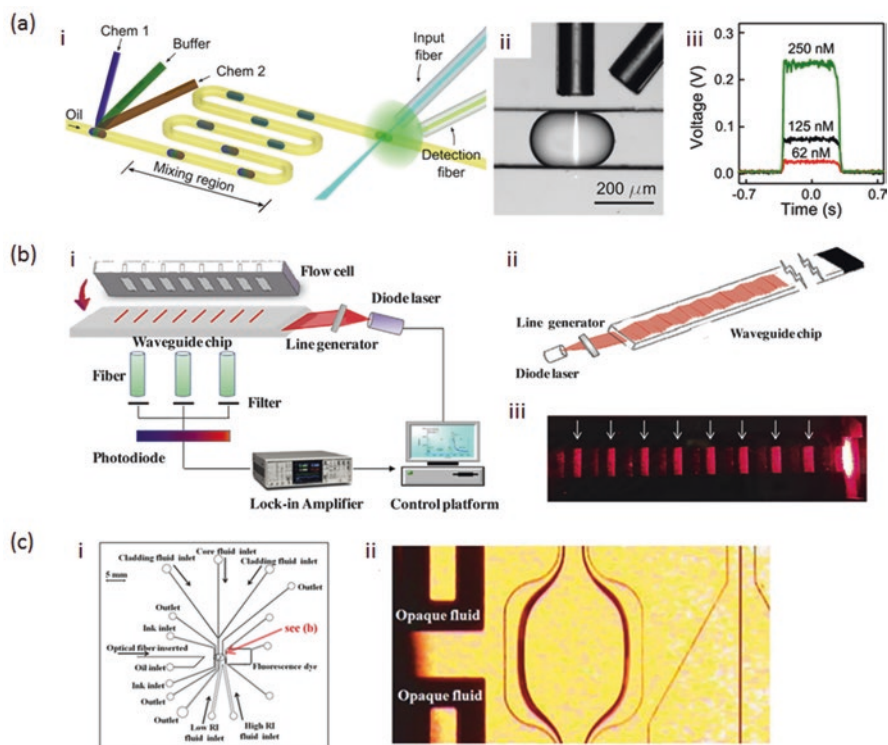 (a)
i
Chem 1
Buffer
Chem 2
Oil
Mixing region
Input
fiber
Detection
fiber
ii
200 μm
iii
Voltage (V)
0.3
0.2
0.1
0.0
250 nM
125 nM
62 nM
-0.7
0.0
0.7
Time (s)
(b)
i
Flow cell
Diode laser
Waveguide chip
Line generator
Fiber
Filter
Photodiode
Lock-in Amplifier
Control platform
ii
Line generator
Diode laser
Waveguide chip
iii
(c)
i
5 mm
Cladding fluid inlet
Core fluid inlet
Cladding fluid inlet
Outlet
Outlet
Ink inlet
see (b)
Optical fiber inserted
Oil inlet
Fluorescence dye
Ink inlet
Outlet
Outlet
Low RI
fluid inlet
High RI
fluid inlet
ii
Opaque fluid
Opaque fluid